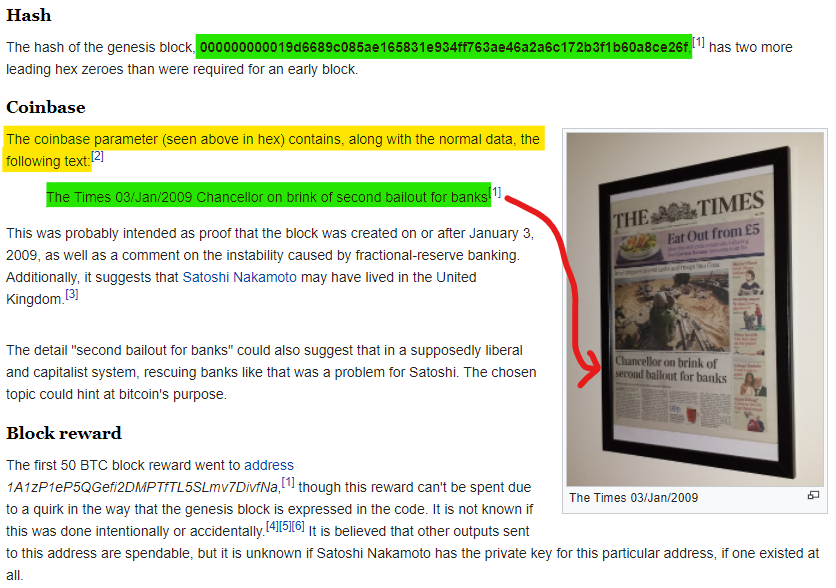 Hash
The hash of the genesis block, 000000000019d6689c085ae165831e934ff763ae46a2a6c172b3f1b60a8ce26f,[1] has two more
leading hex zeroes than were required for an early block.
Coinbase
The coinbase parameter (seen above in hex) contains, along with the normal data, the
following text:[2]
The Times 03/Jan/2009 Chancellor on brink of second bailout for banks[1]
This was probably intended as proof that the block was created on or after January 3,
2009, as well as a comment on the instability caused by fractional-reserve banking.
Additionally, it suggests that Satoshi Nakamoto may have lived in the United
Kingdom.[3]
The detail "second bailout for banks" could also suggest that in a supposedly liberal
and capitalist system, rescuing banks like that was a problem for Satoshi. The chosen
topic could hint at bitcoin's purpose.
Block reward
The first 50 BTC block reward went to address
1A1zP1eP5QGefi2DMPTfTL5SLmv7DivfNa,[1] though this reward can't be spent due
to a quirk in the way that the genesis block is expressed in the code. It is not known if
this was done intentionally or accidentally.[4][5][6] It is believed that other outputs sent
to this address are spendable, but it is unknown if Satoshi Nakamoto has the private key for this particular address, if one existed at
all.
THE TIMES
Eat Out from £5
Chancellor on brink of
second bailout for banks
The Times 03/Jan/2009